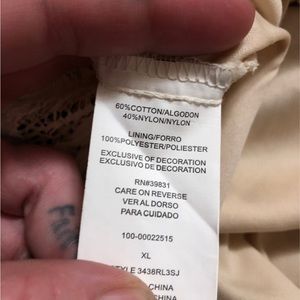 60%COTTON/ALGODON
40%NYLON/NYLON
LINING/FORRO
100%POLYESTER/POLIESTER
EXCLUSIVE OF DECORATION
EXCLUSIVO DE DECORATION
RN#39831
CARE ON REVERSE
VER AL DORSO
PARA CUIDADO
100-00022515
XL
STYLE 3438RL3SJ
CHINA
CHINA